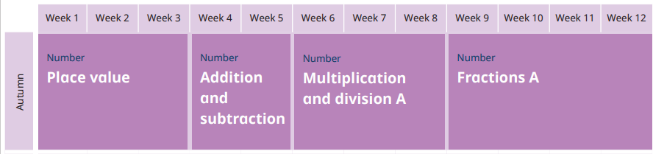 Week 1 Week 2 Week 3 Week 4 Week 5 Week 6 Week 7 Week 8 Week 9 Week 10 Week 11 Week 12
Autumn
Number
Place value
Number
Addition
and
subtraction
Number
Multiplication
and division A
Number
Fractions A